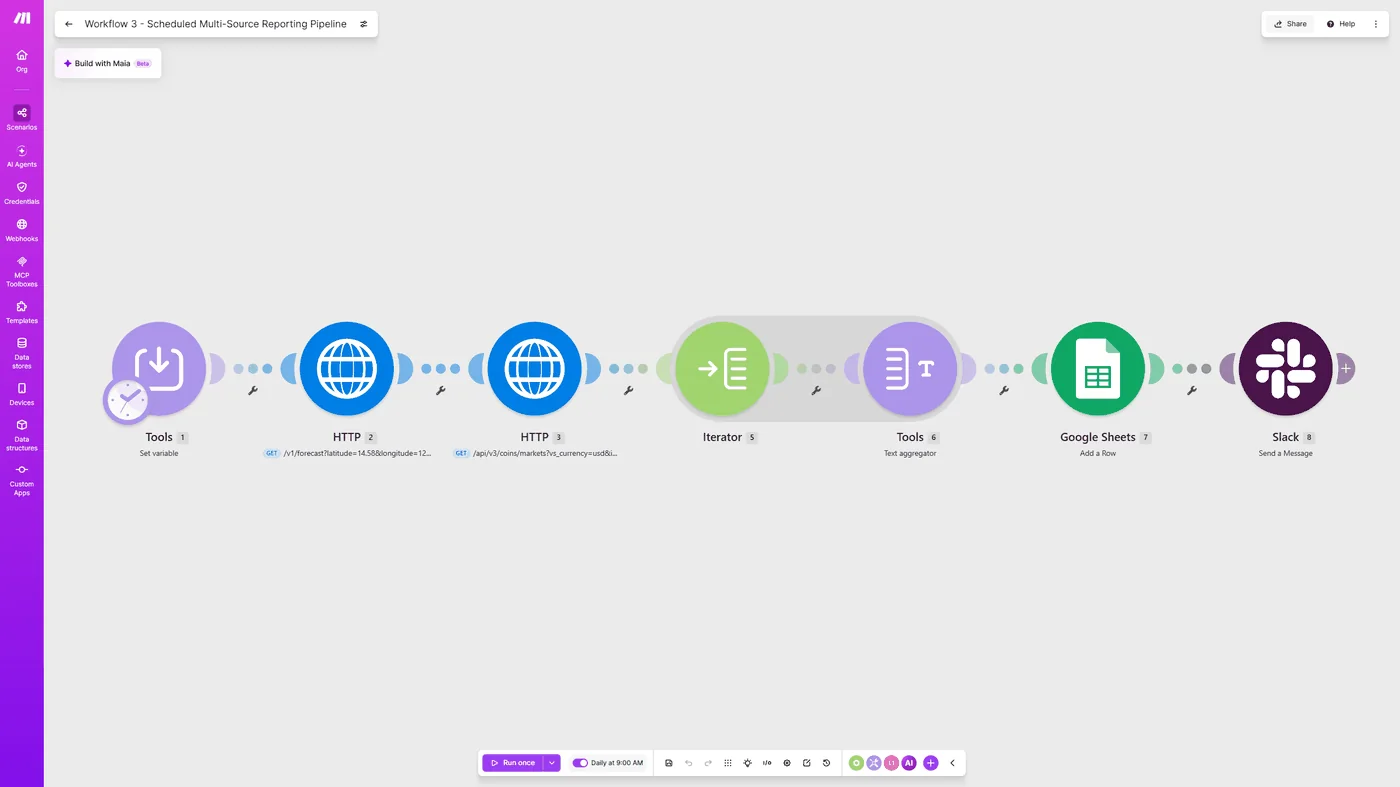 Workflow 3 - Scheduled Multi-Source Reporting Pipeline
Share
Help
Build with Maia Beta
Org
Scenarios
AI Agents
Credentials
Webhooks
MCP
Toolboxes
Templates
Data
stores
Devices
Data
structures
Custom
Apps
Tools 1
Set variable
HTTP 2
GET /v1/forecast?latitude=14.58&longitude=12...
HTTP 3
GET /api/v3/coins/markets?vs_currency=usd&i...
Iterator 5
Tools 6
Text aggregator
Google Sheets 7
Add a Row
Slack 8
Send a Message
Run once
Daily at 9:00 AM
I/O
AI